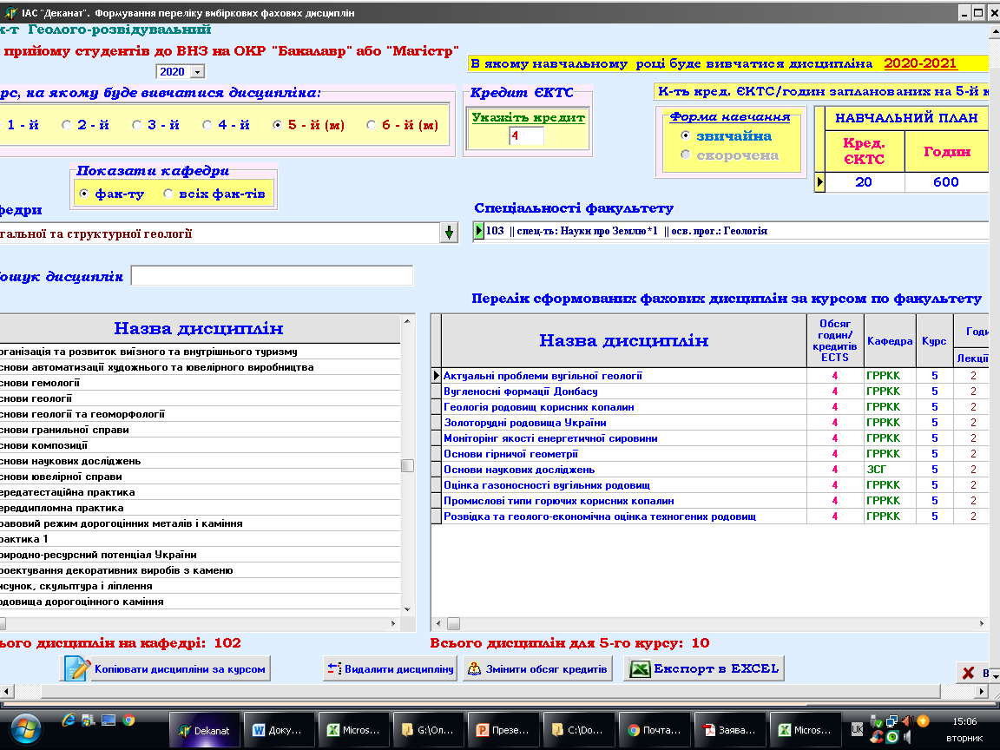 ІАС "Деканат". Формування переліку вибіркових фахових дисциплін
к-т Геолого-розвідувальний
прийому студентів до ВНЗ на ОКР "Бакалавр" або "Магістр"
2020
В якому навчальному році буде вивчатися дисципліна 2020-2021
рс, на якому буде вивчатися дисципліна:
1 - й 2 - й 3 - й 4 - й 5 - й (м) 6 - й (м)
Кредит ЄКТС
Укажіть кредит
4
К-ть кред. ЄКТС/годин запланованих на 5-й к
Форма навчання
звичайна
скорочена
НАВЧАЛЬНИЙ ПЛАН
Кред. ЄКТС Годин
20 600
Показати кафедри
фак-ту всіх фак-тів
федри
гальної та структурної геології
Спеціальності факультету
103 || спец-ть: Науки про Землю*1 || осв. прог.: Геологія
ошук дисциплін
Перелік сформованих фахових дисциплін за курсом по факультету
Назва дисциплін
рганізація та розвиток виїзного та внутрішнього туризму
снови автоматизації художнього та ювелірного виробництва
снови гемології
снови геології
снови геології та геоморфології
снови гранильної справи
снови композиції
снови наукових досліджень
снови ювелірної справи
ередатестаційна практика
ереддипломна практика
равовий режим дорогоцінних металів і каміння
рактика 1
риродно-ресурсний потенціал України
роектування декоративних виробів з каменю
исунок, скульптура і ліплення
одовища дорогоцінного каміння
Назва дисциплін Обсяг годин/ кредитів ECTS Кафедра Курс Годи Лекції
Актуальні проблеми вугільної геології 4 ГРРКК 5 2
Вугленосні формації Донбасу 4 ГРРКК 5 2
Геологія родовищ корисних копалин 4 ГРРКК 5 2
Золоторудні родовища України 4 ГРРКК 5 2
Моніторінг якості енергетичної сировини 4 ГРРКК 5 2
Основи гірничої геометрії 4 ГРРКК 5 2
Основи наукових досліджень 4 ЗСГ 5 2
Оцінка газоносності вугільних родовищ 4 ГРРКК 5 2
Промислові типи горючих корисних копалин 4 ГРРКК 5 2
Розвідка та геолого-економічна оцінка техногених родовищ 4 ГРРКК 5 2
ього дисциплін на кафедрі: 102
Всього дисциплін для 5-го курсу: 10
Копіювати дисципліни за курсом Видалити дисципліну Змінити обсяг кредитів Експорт в EXCEL В
Dekanat Доку... Micros... G:\Ол... Презе... C:\Do... Почта... Заява... Micros... UK 15:06
вторник